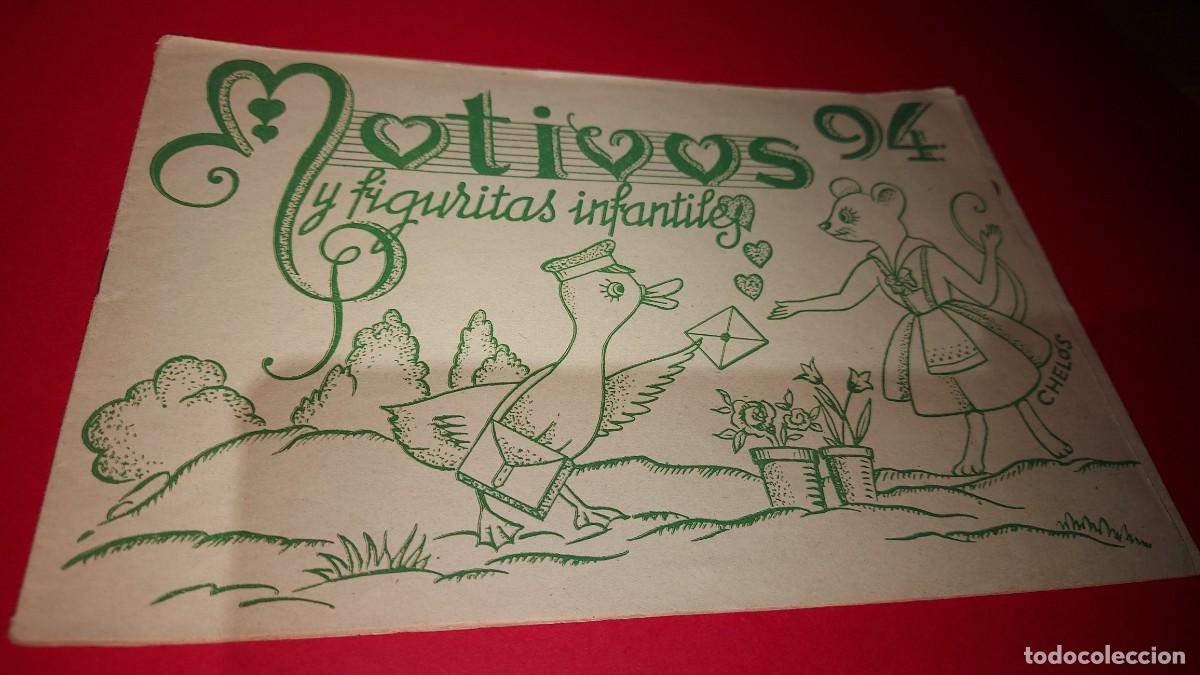 Motivos 94
y figuritas infantiles
CHELOS
todocoleccion